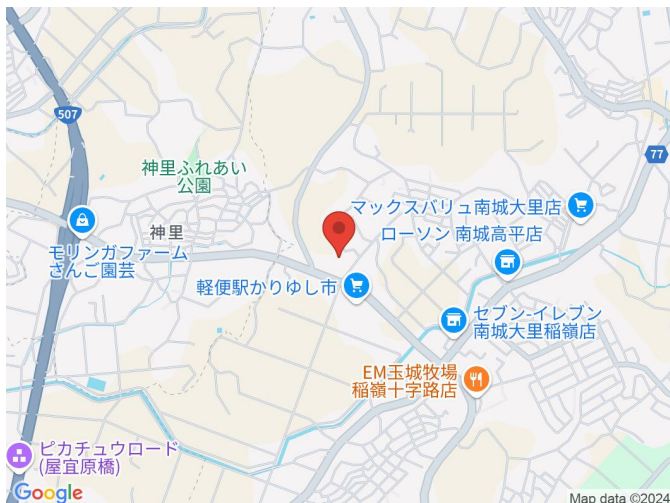 507
77
神里ふれあい
公園
マックスバリュ南城大里店
ローソン 南城高平店
神里
モリンガファーム
さんご園芸
軽便駅かりゆし市
セブン-イレブン
南城大里稲嶺店
EM玉城牧場
稲嶺十字路店
ピカチュウロード
(屋宜原橋)
Google
Map data ©2024